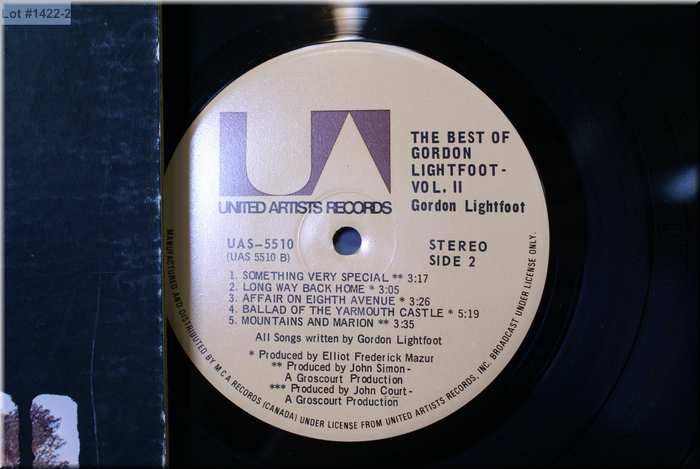 Lot #1422-2
UA
UNITED ARTISTS RECORDS
THE BEST OF
GORDON
LIGHTFOOT-
VOL. II
Gordon Lightfoot
UAS-5510
(UAS 5510 B)
STEREO
SIDE 2
1. SOMETHING VERY SPECIAL ** 3:17
2. LONG WAY BACK HOME * 3:05
3. AFFAIR ON EIGHTH AVENUE * 3:26
4. BALLAD OF THE YARMOUTH CASTLE * 5:19
5. MOUNTAINS AND MARION ** 3:35
All Songs written by Gordon Lightfoot
* Produced by Elliot Frederick Mazur
** Produced by John Simon-
A Groscourt Production
*** Produced by John Court-
A Groscourt Production
MANUFACTURED AND DISTRIBUTED BY M C A RECORDS (CANADA) UNDER LICENSE FROM UNITED ARTISTS RECORDS, INC. BROADCAST UNDER LICENSE ONLY.